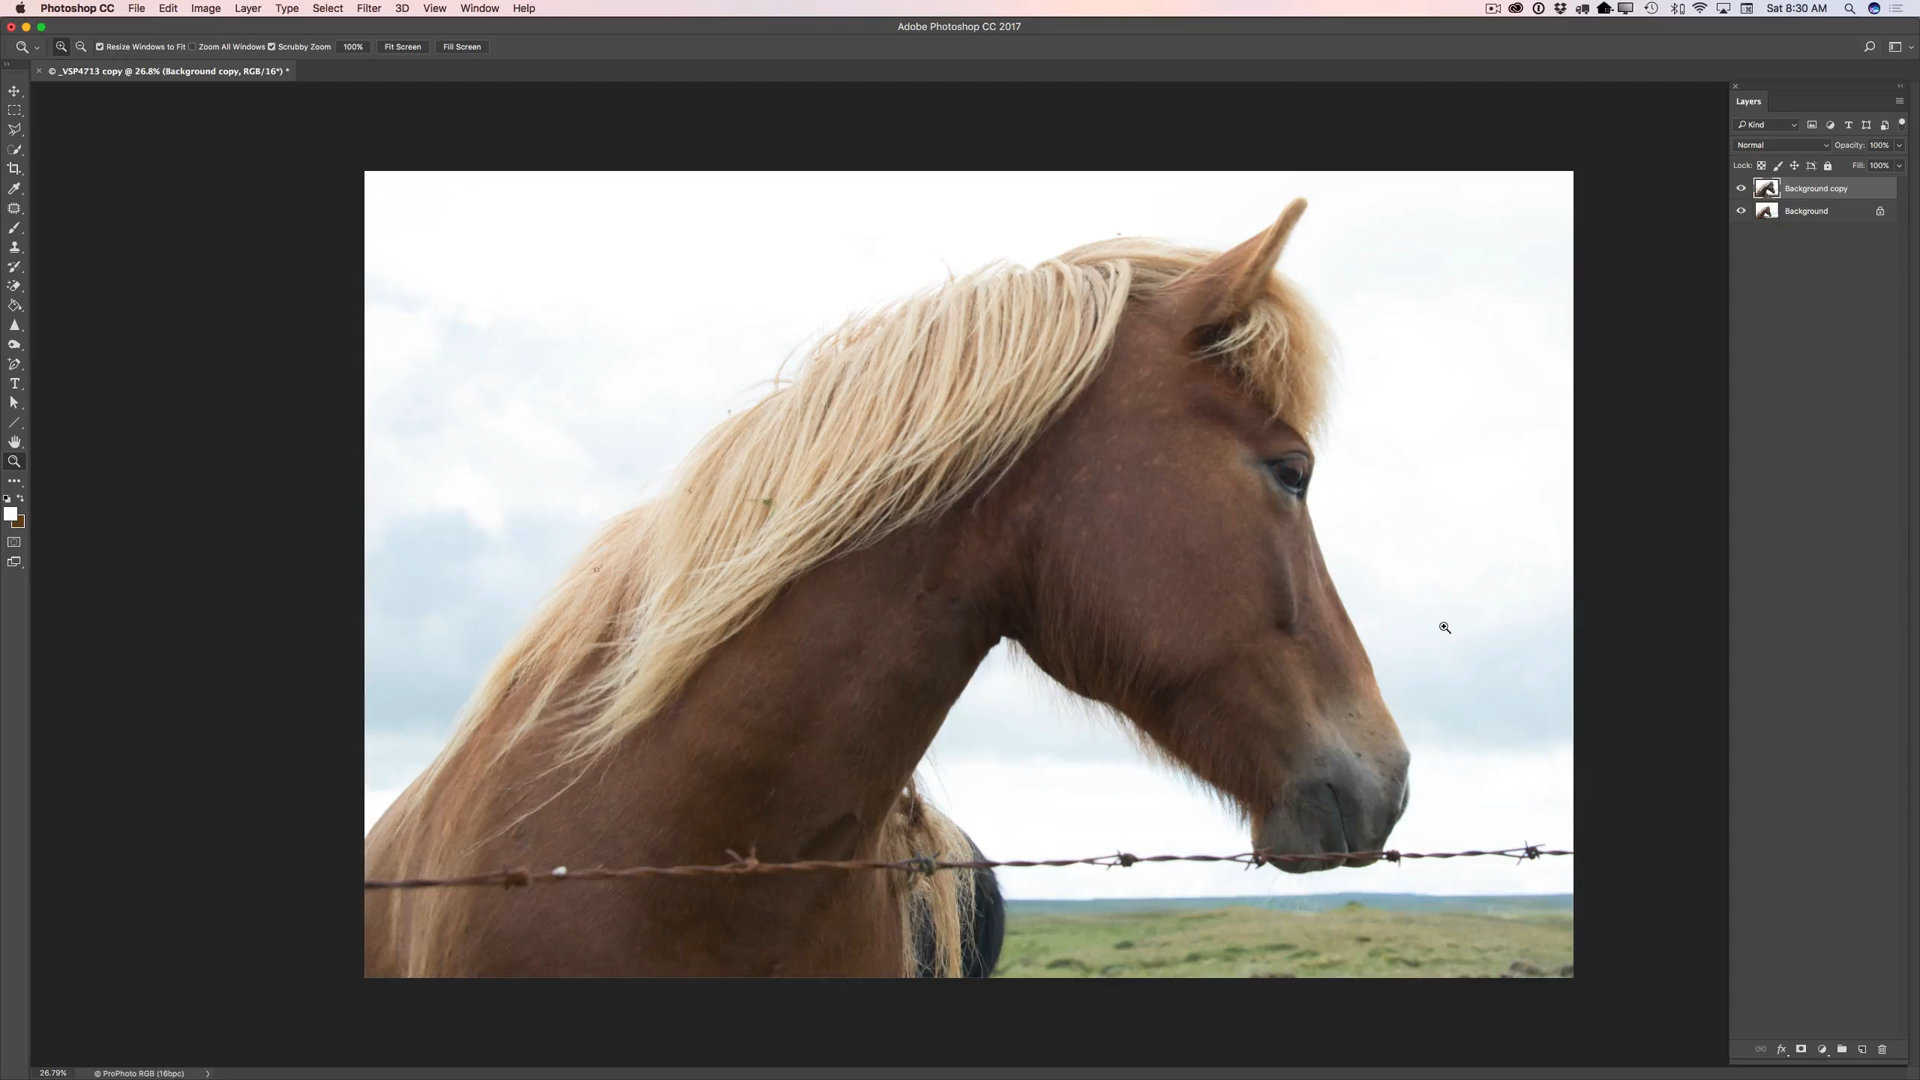 Photoshop CC File Edit Image Layer Type Select Filter 3D View Window Help Sat 8:30 AM
Adobe Photoshop CC 2017
Resize Windows to Fit Zoom All Windows Scrubby Zoom 100% Fit Screen Fill Screen
© _VSP4713 copy @ 26.8% (Background copy, RGB/16*) *
Layers
Kind
Normal Opacity: 100%
Lock: Fill: 100%
Background copy
Background
26.79% © ProPhoto RGB (16bpc)